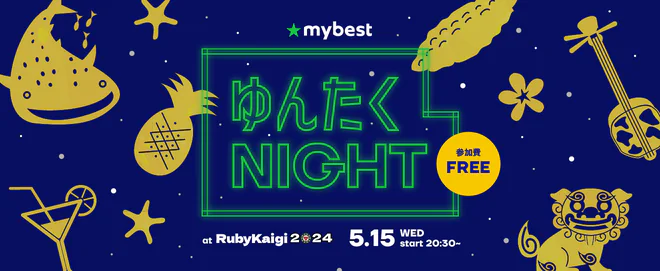 mybest
ゆんたく
NIGHT
参加費
FREE
at RubyKaigi 2024 5.15 WED
start 20:30~